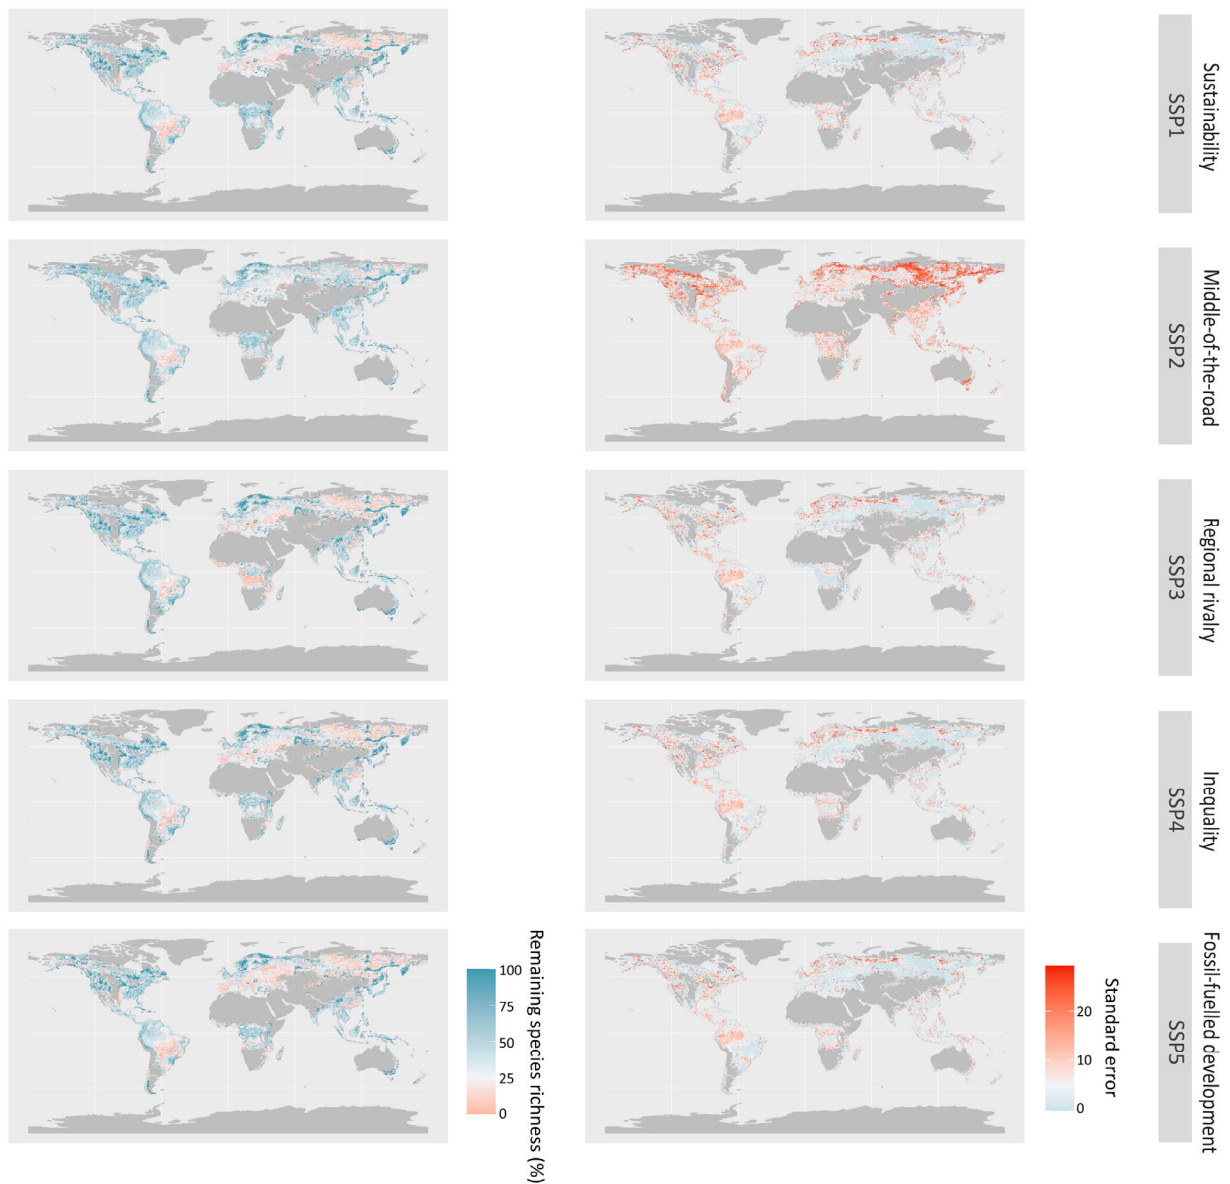 Sustainability
SSP1
Middle-of-the-road
SSP2
Regional rivalry
SSP3
Inequality
SSP4
Fossil-fuelled development
SSP5
Standard error
20
10
0
Remaining species richness (%)
100
75
50
25
0